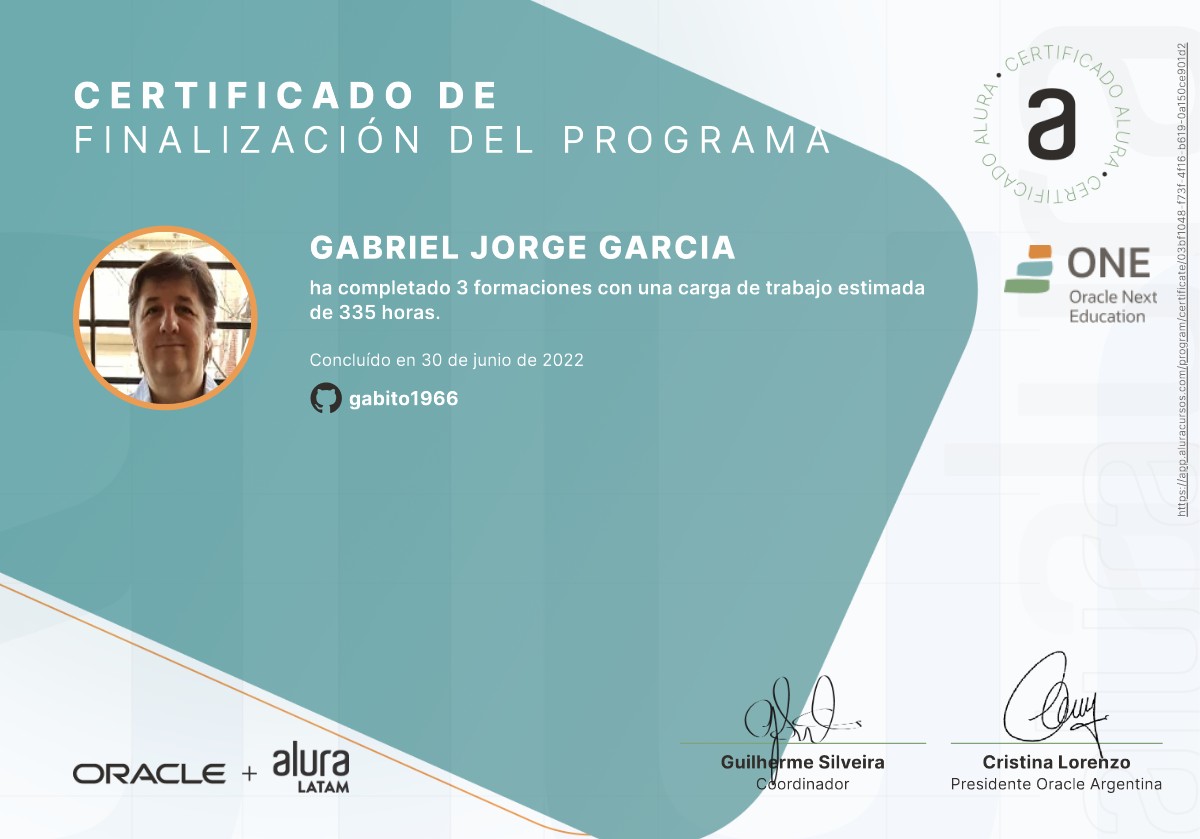 CERTIFICADO DE
FINALIZACIÓN DEL PROGRAMA
CERTIFICADO ALURA • CERTIFICADO ALURA •
a
GABRIEL JORGE GARCIA
ha completado 3 formaciones con una carga de trabajo estimada
de 335 horas.
Concluído en 30 de junio de 2022
gabito1966
ONE
Oracle Next
Education
https://app.aluracursos.com/program/certificate/03bf1048-f73f-4f16-b619-0a150ce901d2
ORACLE + alura
LATAM
Guilherme Silveira
Coordinador
Cristina Lorenzo
Presidente Oracle Argentina
alura